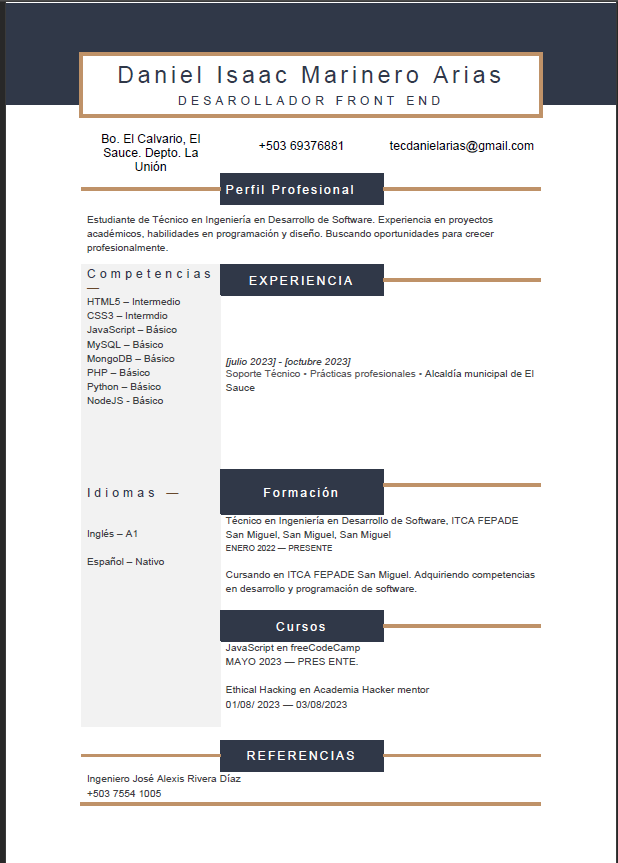 Daniel Isaac Marinero Arias
DESAROLLADOR FRONT END
Bo. El Calvario, El
Sauce. Depto. La
Unión
+503 69376881
tecdanielarias@gmail.com
Perfil Profesional
Estudiante de Técnico en Ingeniería en Desarrollo de Software. Experiencia en proyectos
académicos, habilidades en programación y diseño. Buscando oportunidades para crecer
profesionalmente.
Competencias
—
HTML5 – Intermedio
CSS3 – Intermdio
JavaScript – Básico
MySQL – Básico
MongoDB – Básico
PHP – Básico
Python – Básico
NodeJS - Básico
EXPERIENCIA
[julio 2023] - [octubre 2023]
Soporte Técnico • Prácticas profesionales • Alcaldía municipal de El
Sauce
Idiomas —
Inglés – A1
Español – Nativo
Formación
Técnico en Ingeniería en Desarrollo de Software, ITCA FEPADE
San Miguel, San Miguel, San Miguel
ENERO 2022 — PRESENTE
Cursando en ITCA FEPADE San Miguel. Adquiriendo competencias
en desarrollo y programación de software.
Cursos
JavaScript en freeCodeCamp
MAYO 2023 — PRES ENTE.
Ethical Hacking en Academia Hacker mentor
01/08/ 2023 — 03/08/2023
REFERENCIAS
Ingeniero José Alexis Rivera Díaz
+503 7554 1005